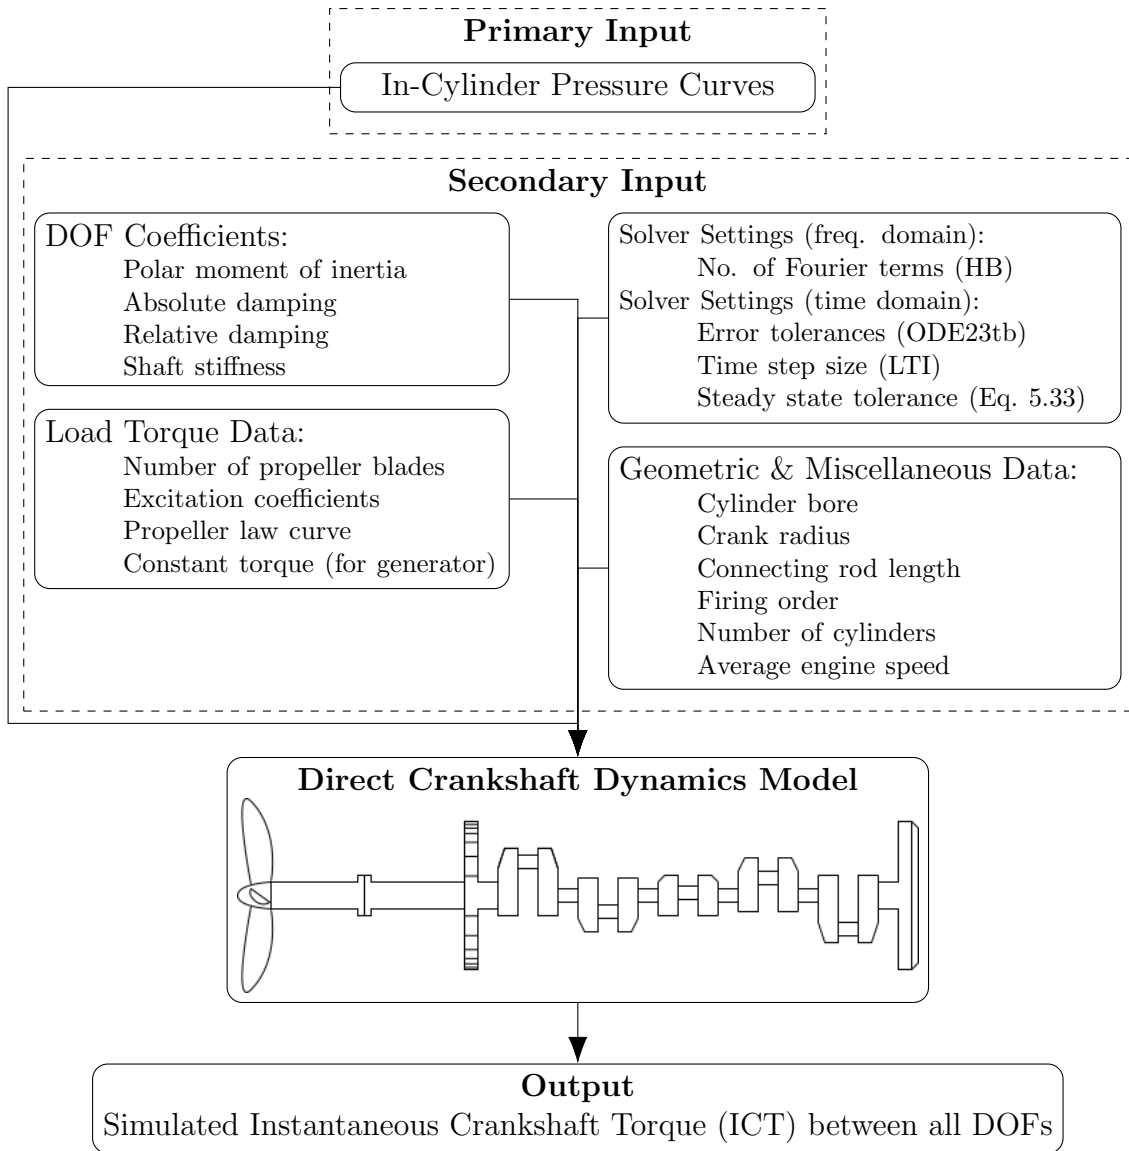 Primary Input
In-Cylinder Pressure Curves
Secondary Input
DOF Coefficients:
Polar moment of inertia
Absolute damping
Relative damping
Shaft stiffness
Load Torque Data:
Number of propeller blades
Excitation coefficients
Propeller law curve
Constant torque (for generator)
Solver Settings (freq. domain):
No. of Fourier terms (HB)
Solver Settings (time domain):
Error tolerances (ODE23tb)
Time step size (LTI)
Steady state tolerance (Eq. 5.33)
Geometric & Miscellaneous Data:
Cylinder bore
Crank radius
Connecting rod length
Firing order
Number of cylinders
Average engine speed
Direct Crankshaft Dynamics Model
Output
Simulated Instantaneous Crankshaft Torque (ICT) between all DOFs